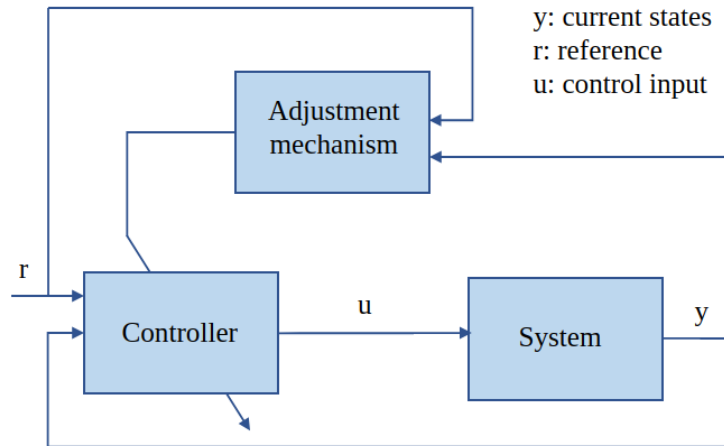 y: current states
r: reference
u: control input
Adjustment
mechanism
r
Controller
u
System
y